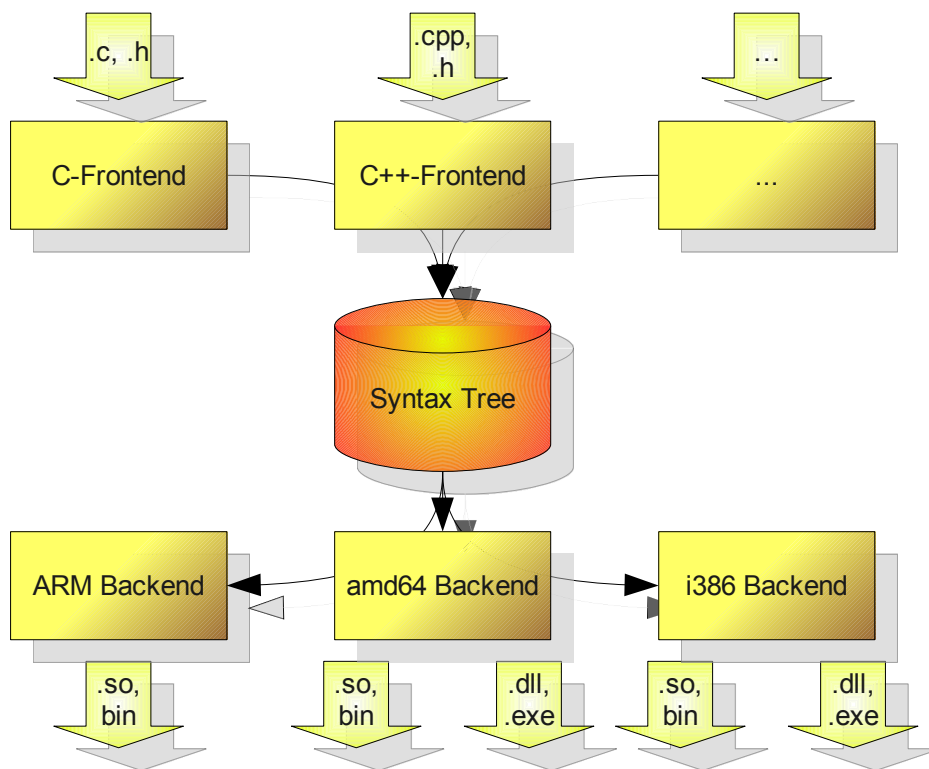 .c, .h
.cpp,
.h
...
C-Frontend
C++-Frontend
...
Syntax Tree
ARM Backend
amd64 Backend
i386 Backend
.so,
bin
.so,
bin
.dll,
.exe
.so,
bin
.dll,
.exe